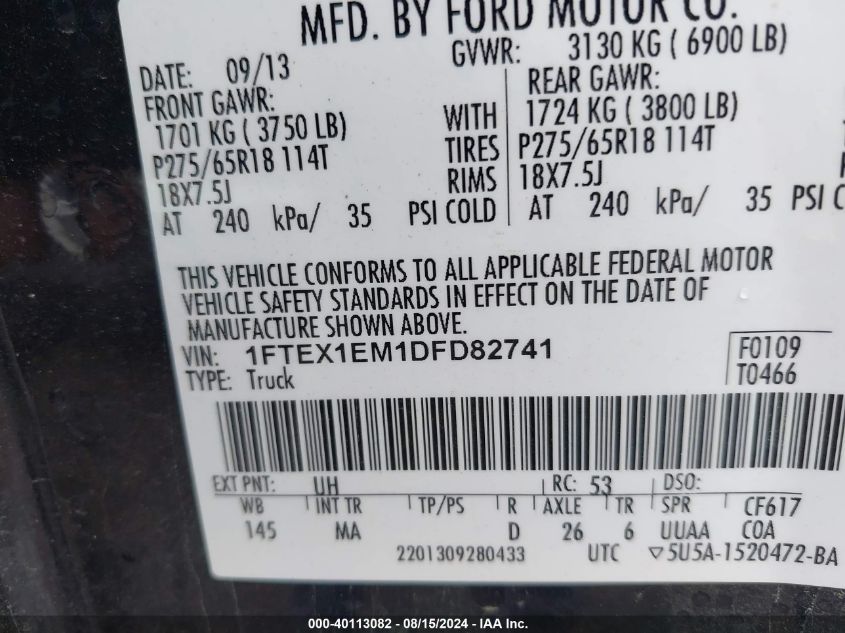 MFD. BY FORD MOTOR CO.
DATE: 09/13 GVWR: 3130 KG ( 6900 LB)
FRONT GAWR: REAR GAWR:
1701 KG ( 3750 LB) WITH 1724 KG ( 3800 LB)
P275/65R18 114T TIRES P275/65R18 114T
18X7.5J RIMS 18X7.5J
AT 240 kPa/ 35 PSI COLD AT 240 kPa/ 35 PSI C
THIS VEHICLE CONFORMS TO ALL APPLICABLE FEDERAL MOTOR
VEHICLE SAFETY STANDARDS IN EFFECT ON THE DATE OF
MANUFACTURE SHOWN ABOVE.
VIN: 1FTEX1EM1DFD82741 F0109
TYPE: Truck T0466
EXT PNT: UH RC: 53 DSO:
WB INT TR TP/PS R AXLE TR SPR CF617
145 MA D 26 6 UUAA COA
2201309280433 UTC ▽5U5A-1520472-BA
000-40113082 - 08/15/2024 - IAAI.com